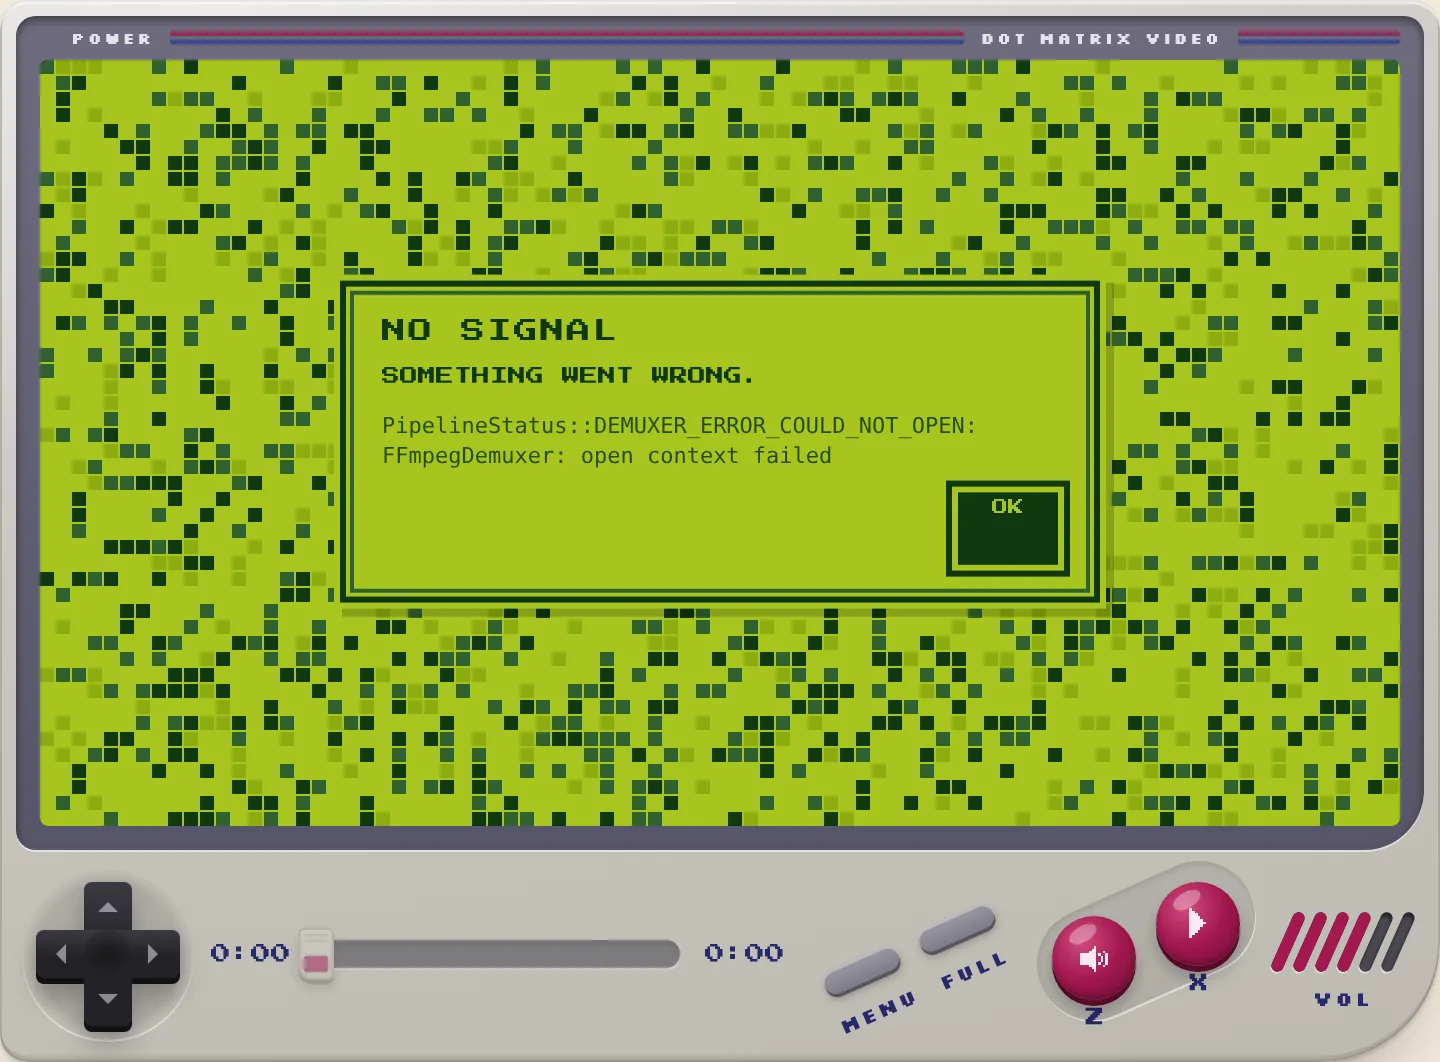 POWER
DOT MATRIX VIDEO
NO SIGNAL
SOMETHING WENT WRONG.
PipelineStatus::DEMUXER_ERROR_COULD_NOT_OPEN:
FFmpegDemuxer: open context failed
OK
0:00
0:00
MENU
FULL
Z
X
VOL